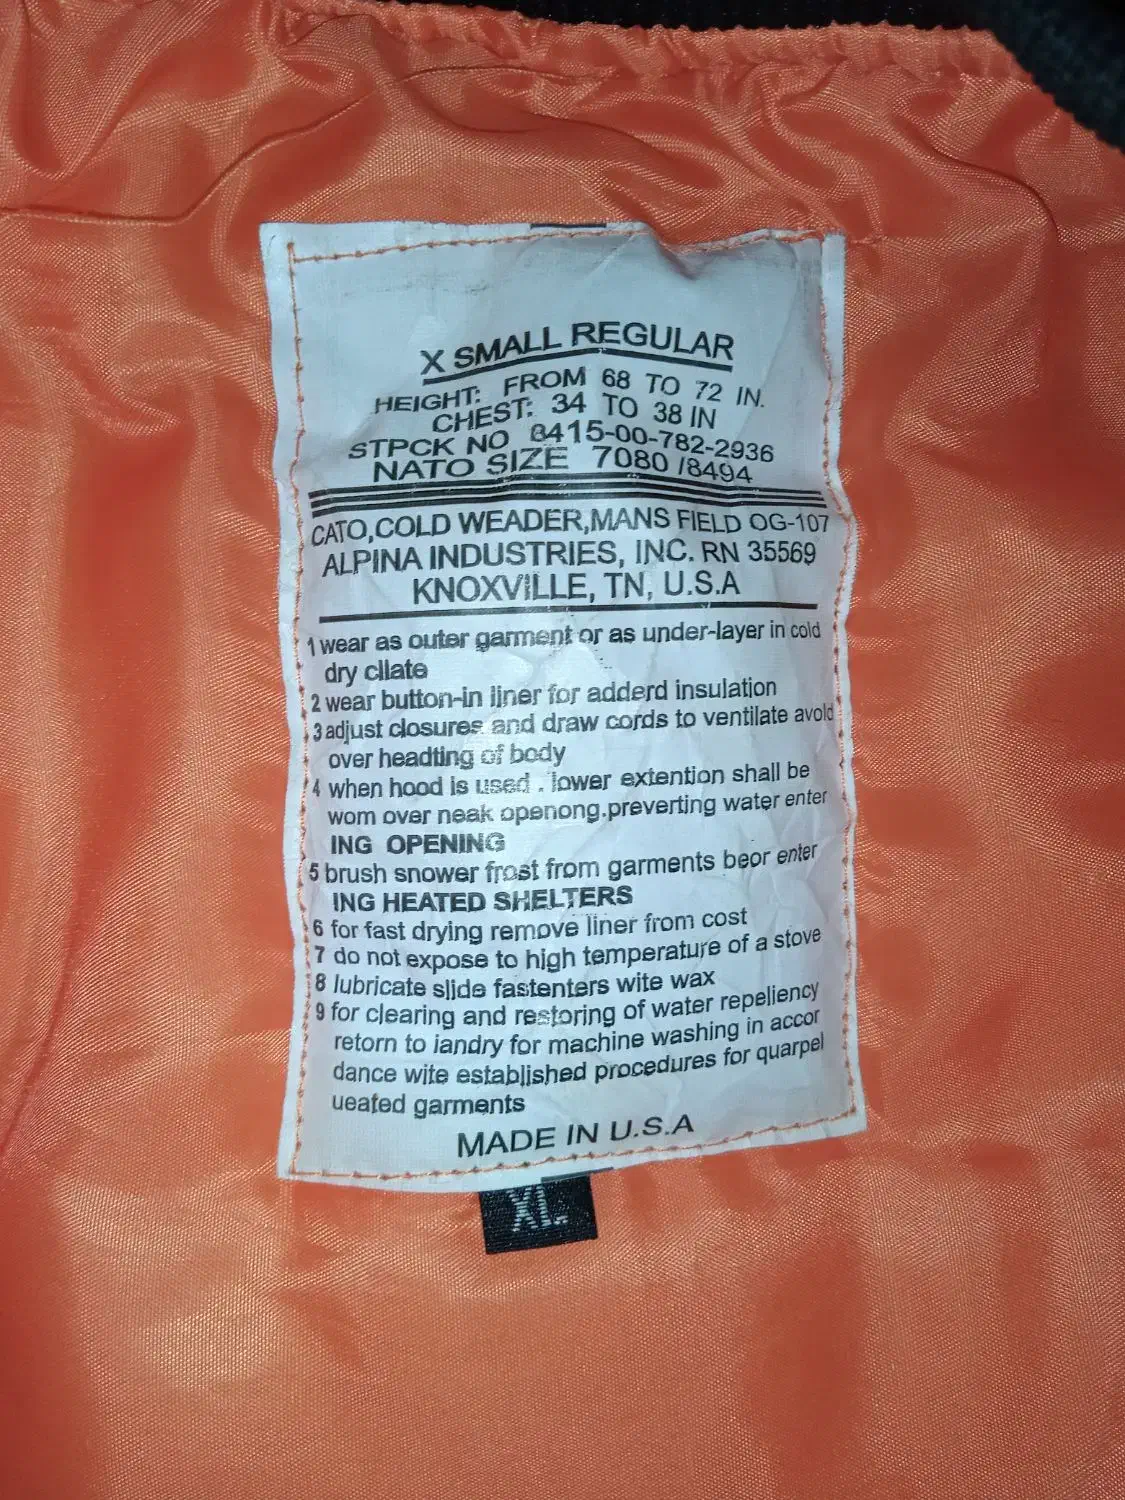 X SMALL REGULAR
HEIGHT: FROM 68 TO 72 IN.
CHEST: 34 TO 38 IN
STPCK NO 8415-00-782-2936
NATO SIZE 7080 /8494
CATO,COLD WEADER,MANS FIELD OG-107
ALPINA INDUSTRIES, INC. RN 35569
KNOXVILLE, TN, U.S.A
1 wear as outer garment or as under-layer in cold
dry cllate
2 wear button-in liner for adderd insulation
3 adjust closures and draw cords to ventilate avold
over headting of body
4 when hood is used . lower extention shall be
wom over neak openong.preverting water enter
ING OPENING
5 brush snower frost from garments beor enter
ING HEATED SHELTERS
6 for fast drying remove liner from cost
7 do not expose to high temperature of a stove
8 lubricate slide fastenters wite wax
9 for clearing and restoring of water repeliency
retorn to iandry for machine washing in accor
dance wite established procedures for quarpel
ueated garments
MADE IN U.S.A
XL